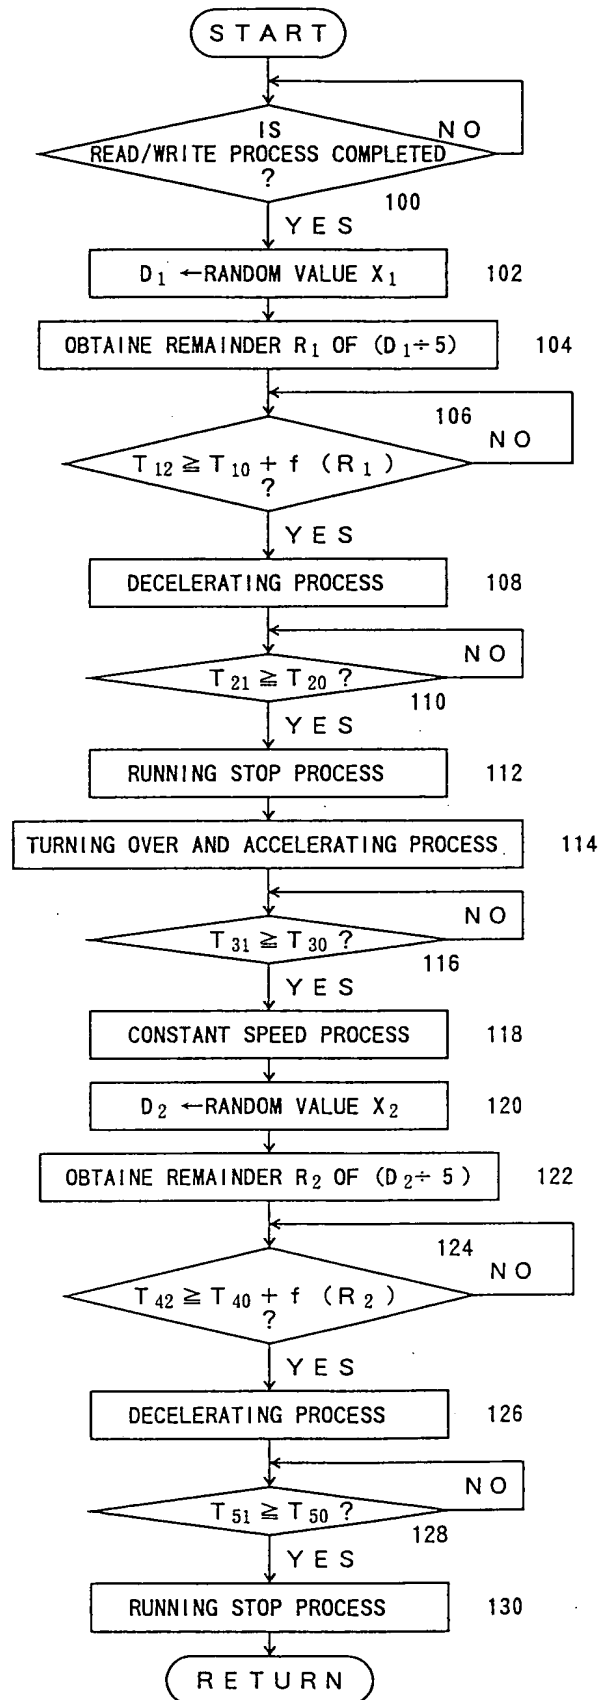 START
IS
NO
READ/WRITE PROCESS COMPLETED
?
100
YES
D₁ ←RANDOM VALUE X₁
102
OBTAINE REMAINDER R₁ OF (D₁÷5)
104
106
NO
T₁₂ ≧ T₁₀ + f (R₁)
?
YES
DECELERATING PROCESS
108
NO
T₂₁ ≧ T₂₀ ?
110
YES
RUNNING STOP PROCESS
112
TURNING OVER AND ACCELERATING PROCESS
114
NO
T₃₁ ≧ T₃₀ ?
116
YES
CONSTANT SPEED PROCESS
118
D₂ ←RANDOM VALUE X₂
120
OBTAINE REMAINDER R₂ OF (D₂÷ 5)
122
124
NO
T₄₂ ≧ T₄₀ + f (R₂)
?
YES
DECELERATING PROCESS
126
NO
T₅₁ ≧ T₅₀ ?
128
YES
RUNNING STOP PROCESS
130
RETURN